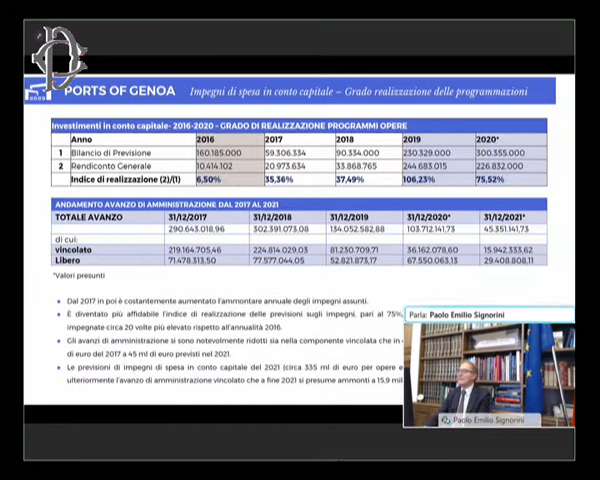 PORTS OF GENOA Impegni di spesa in conto capitale – Grado realizzazione delle programmazioni
Investimenti in conto capitale- 2016-2020 - GRADO DI REALIZZAZIONE PROGRAMMI OPERE
Anno 2016 2017 2018 2019 2020*
1 Bilancio di Previsione 160.185.000 59.306.334 90.334.000 230.329.000 300.355.000
2 Rendiconto Generale 10.414.102 20.973.634 33.868.765 244.683.015 226.832.000
Indice di realizzazione (2)/(1) 6,50% 35,36% 37,49% 106,23% 75,52%
ANDAMENTO AVANZO DI AMMINISTRAZIONE DAL 2017 AL 2021
TOTALE AVANZO 31/12/2017 31/12/2018 31/12/2019 31/12/2020* 31/12/2021*
290.643.018,96 302.391.073,08 134.052.582,88 103.712.141,73 45.351.141,73
di cui:
vincolato 219.164.705,46 224.814.029,03 81.230.709,71 36.162.078,60 15.942.333,62
Libero 71.478.313,50 77.577.044,05 52.821.873,17 67.550.063,13 29.408.808,11
*Valori presunti
• Dal 2017 in poi è costantemente aumentato l'ammontare annuale degli impegni assunti.
• È diventato più affidabile l'indice di realizzazione delle previsioni sugli impegni, pari al 75%,
impegnate circa 20 volte più elevato rispetto all'annualità 2016.
• Gli avanzi di amministrazione si sono notevolmente ridotti sia nella componente vincolata che in
di euro del 2017 a 45 ml di euro previsti nel 2021.
• Le previsioni di impegni di spesa in conto capitale del 2021 (circa 335 ml di euro per opere e
ulteriormente l'avanzo di amministrazione vincolato che a fine 2021 si presume ammonti a 15,9 mil
Parla: Paolo Emilio Signorini
Paolo Emilio Signorini